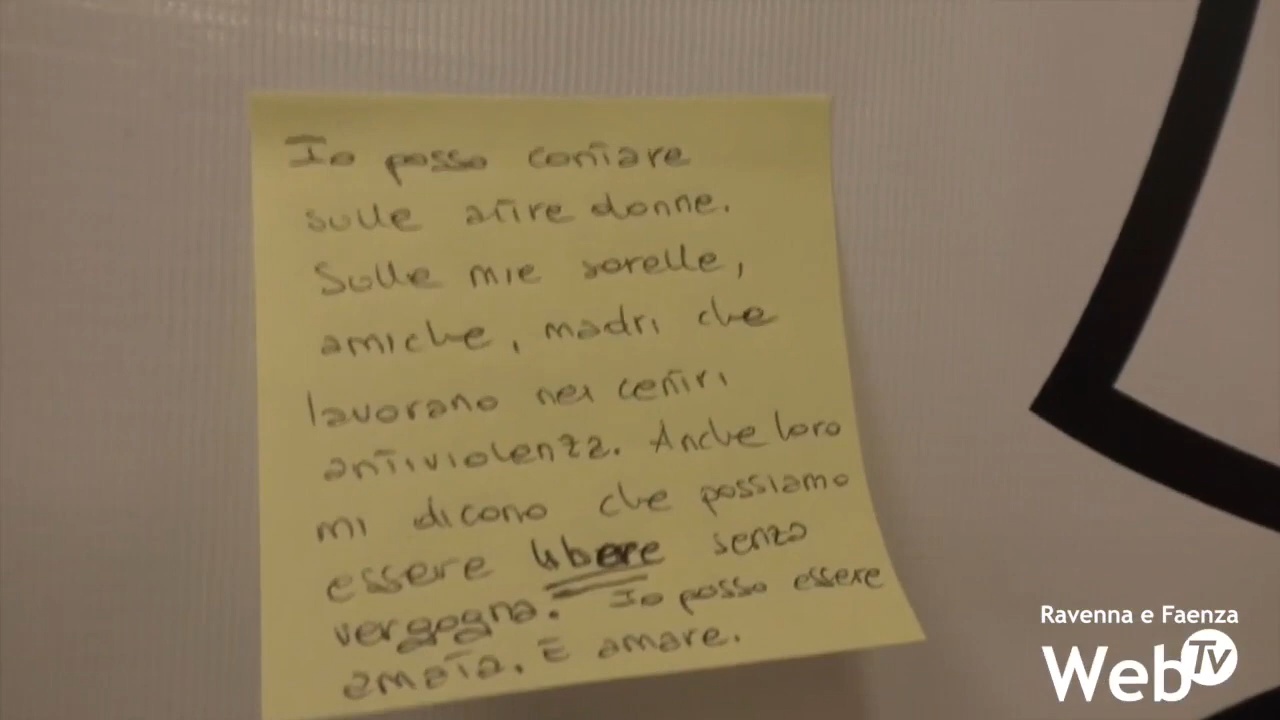 Io posso contare
sulle altre donne.
Sulle mie sorelle,
amiche, madri che
lavorano nei centri
antiviolenza. Anche loro
mi dicono che possiamo
essere libere senza
vergogna. Io posso essere
amata. E amare.
Ravenna e Faenza
WebTv